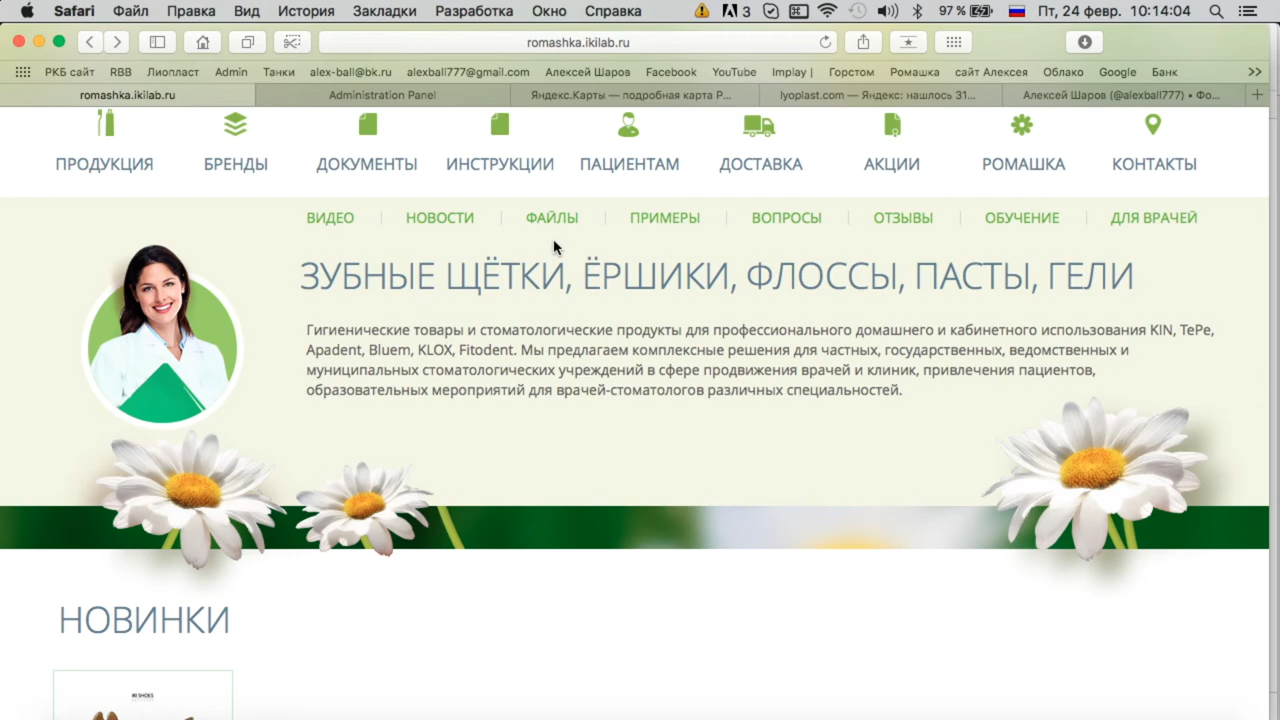 Safari Файл Правка Вид История Закладки Разработка Окно Справка 3 97 % Пт, 24 февр. 10:14:04
romashka.ikilab.ru
РКБ сайт RBB Лиопласт Admin Танки alex-ball@bk.ru alexball777@gmail.com Алексей Шаров Facebook YouTube Implay | Горстом Ромашка сайт Алексея Облако Google Банк >>
romashka.ikilab.ru Administration Panel Яндекс.Карты — подробная карта Р... lyoplast.com — Яндекс: нашлось 31... Алексей Шаров (@alexball777) • Фо... +
ПРОДУКЦИЯ БРЕНДЫ ДОКУМЕНТЫ ИНСТРУКЦИИ ПАЦИЕНТАМ ДОСТАВКА АКЦИИ РОМАШКА КОНТАКТЫ
ВИДЕО НОВОСТИ ФАЙЛЫ ПРИМЕРЫ ВОПРОСЫ ОТЗЫВЫ ОБУЧЕНИЕ ДЛЯ ВРАЧЕЙ
ЗУБНЫЕ ЩЁТКИ, ЁРШИКИ, ФЛОССЫ, ПАСТЫ, ГЕЛИ
Гигиенические товары и стоматологические продукты для профессионального домашнего и кабинетного использования KIN, TePe,
Apadent, Bluem, KLOX, Fitodent. Мы предлагаем комплексные решения для частных, государственных, ведомственных и
муниципальных стоматологических учреждений в сфере продвижения врачей и клиник, привлечения пациентов,
образовательных мероприятий для врачей-стоматологов различных специальностей.
НОВИНКИ